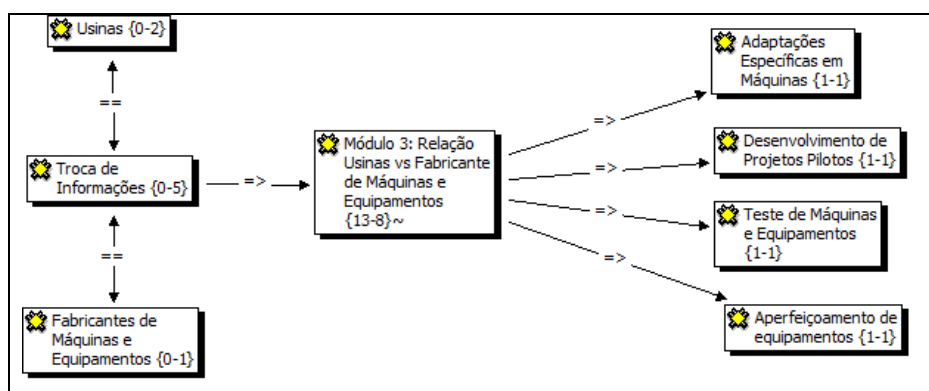 Usinas {0-2}
==
Troca de
Informações {0-5}
==
Fabricantes de
Máquinas e
Equipamentos {0-1}
=>
Módulo 3: Relação
Usinas vs Fabricante
de Máquinas e
Equipamentos
{13-8}~
=>
Adaptações
Específicas em
Máquinas {1-1}
=>
Desenvolvimento de
Projetos Pilotos {1-1}
=>
Teste de Máquinas
e Equipamentos
{1-1}
=>
Aperfeiçoamento de
equipamentos {1-1}